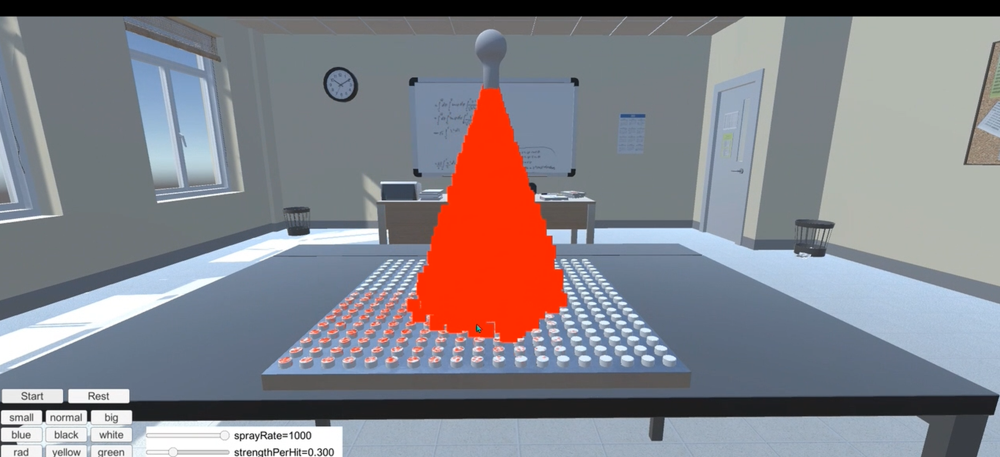 Start Rest
small normal big
blue black white
rad yellow green
sprayRate=1000
strengthPerHit=0.300